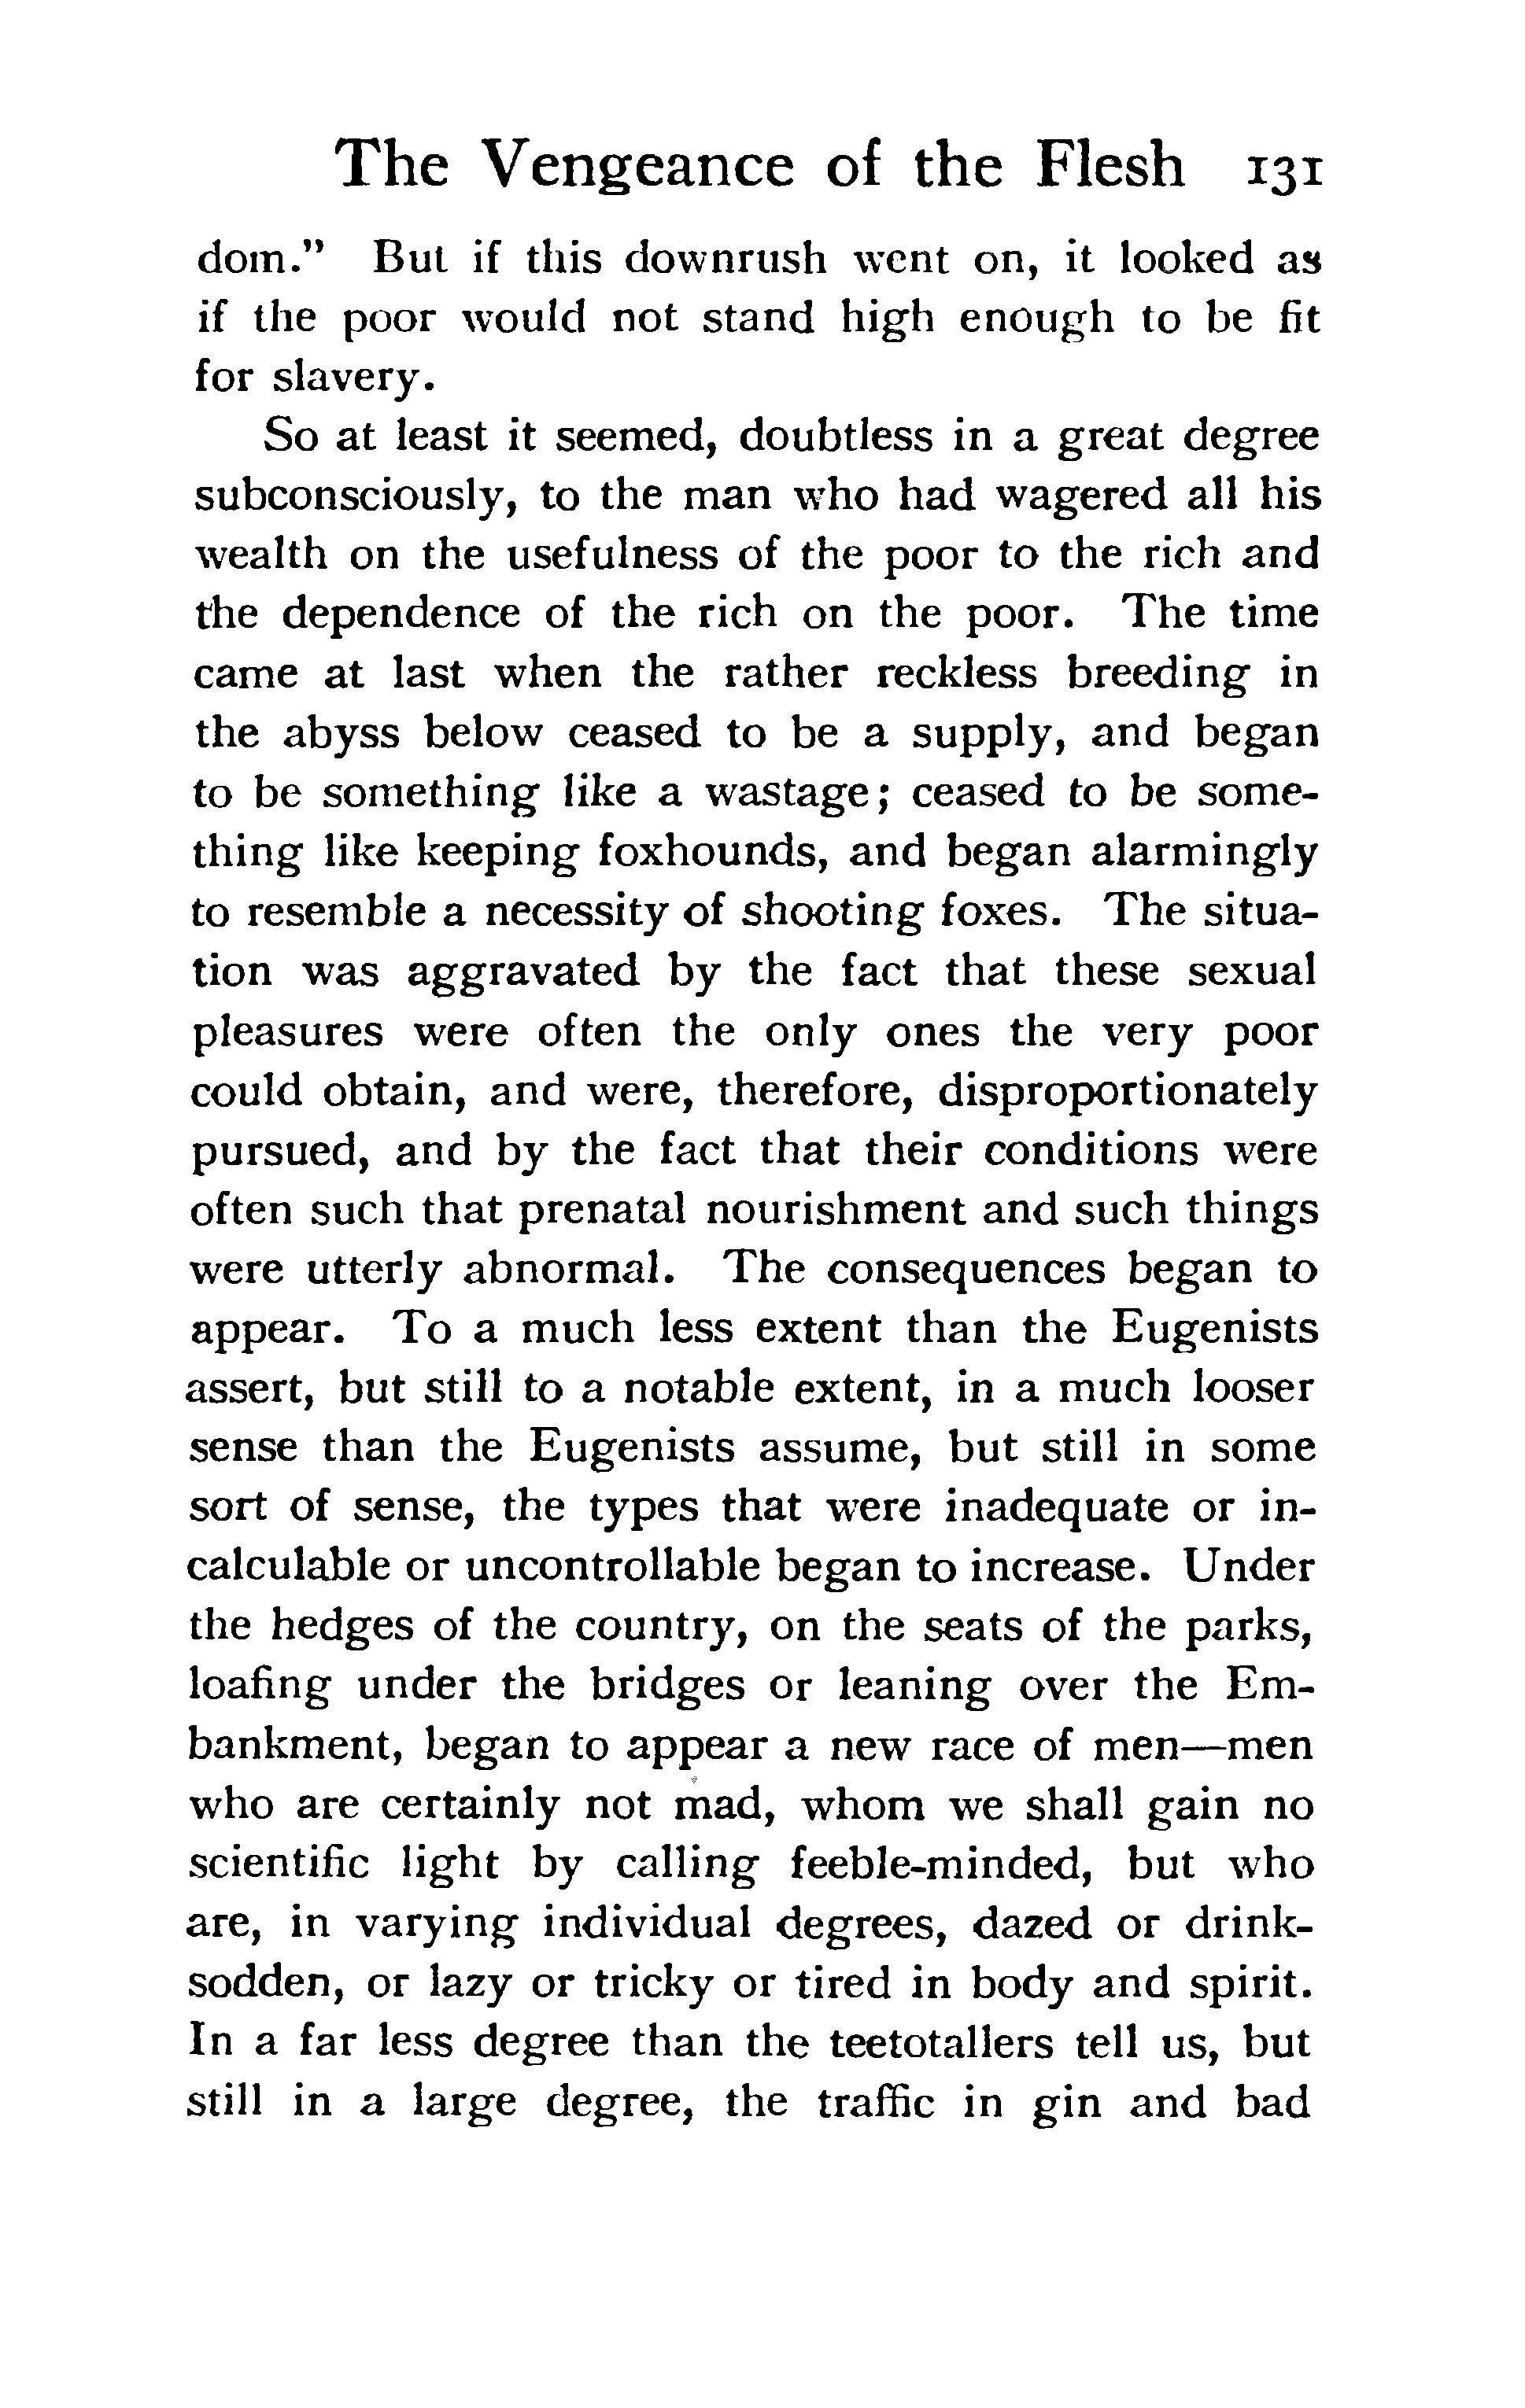 The Vengeance of the Flesh 131
dom." But if this downrush went on, it looked as
if the poor would not stand high enough to be fit
for slavery.
So at least it seemed, doubtless in a great degree
subconsciously, to the man who had wagered all his
wealth on the usefulness of the poor to the rich and
the dependence of the rich on the poor. The time
came at last when the rather reckless breeding in
the abyss below ceased to be a supply, and began
to be something like a wastage; ceased to be some-
thing like keeping foxhounds, and began alarmingly
to resemble a necessity of shooting foxes. The situa-
tion was aggravated by the fact that these sexual
pleasures were often the only ones the very poor
could obtain, and were, therefore, disproportionately
pursued, and by the fact that their conditions were
often such that prenatal nourishment and such things
were utterly abnormal. The consequences began to
appear. To a much less extent than the Eugenists
assert, but still to a notable extent, in a much looser
sense than the Eugenists assume, but still in some
sort of sense, the types that were inadequate or in-
calculable or uncontrollable began to increase. Under
the hedges of the country, on the seats of the parks,
loafing under the bridges or leaning over the Em-
bankment, began to appear a new race of men—men
who are certainly not mad, whom we shall gain no
scientific light by calling feeble-minded, but who
are, in varying individual degrees, dazed or drink-
sodden, or lazy or tricky or tired in body and spirit.
In a far less degree than the teetotallers tell us, but
still in a large degree, the traffic in gin and bad